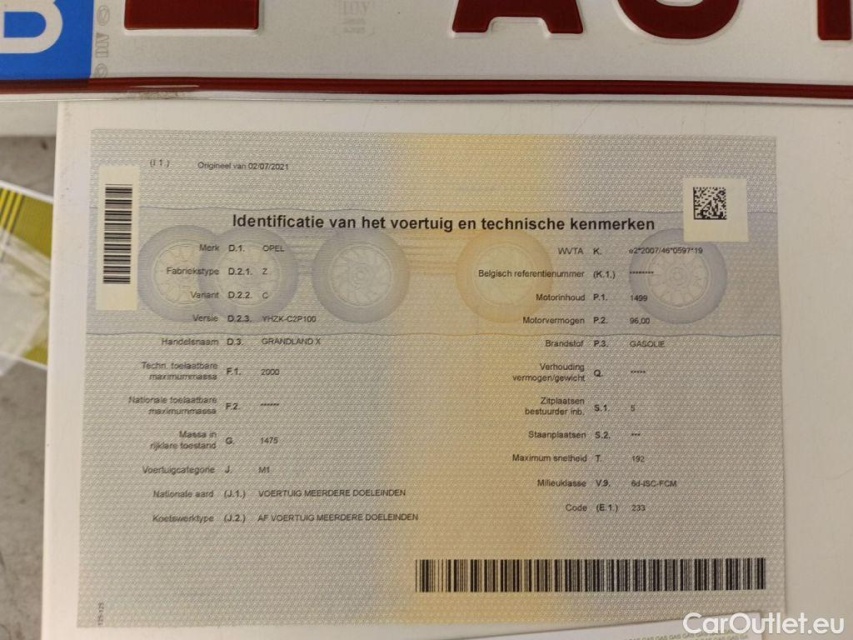 B
(I.1.) Origineel van 02/07/2021
Identificatie van het voertuig en technische kenmerken
Merk D.1. OPEL
WVTA K. e2*2007/46*0597*19
Fabriekstype D.2.1. Z
Belgisch referentienummer (K.1.) *******
Variant D.2.2. C
Motorinhoud P.1. 1499
Versie D.2.3. YHZK-C2P100
Motorvermogen P.2. 96,00
Handelsnaam D.3. GRANDLAND X
Brandstof P.3. GASOLIE
Techn. toelaatbare
maximummassa F.1. 2000
Verhouding
vermogen/gewicht Q. *****
Nationale toelaatbare
maximummassa F.2. *****
Zitplaatsen
bestuurder inb. S.1. 5
Massa in
rijklare toestand G. 1475
Staanplaatsen S.2. ***
Voertuigcategorie J. M1
Maximum snelheid T. 192
Nationale aard (J.1.) VOERTUIG MEERDERE DOELEINDEN
Milieuklasse V.9. 6d-ISC-FCM
Koetswerktype (J.2.) AF VOERTUIG MEERDERE DOELEINDEN
Code (E.1.) 233
CarOutlet.eu